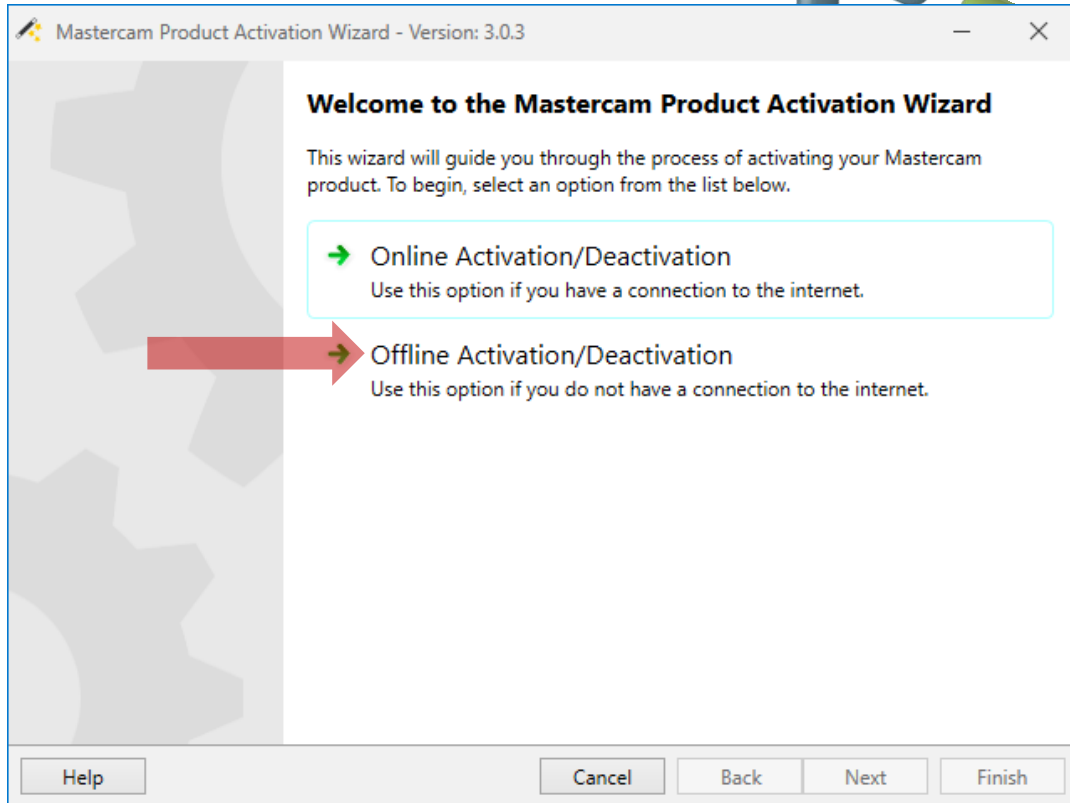 Mastercam Product Activation Wizard - Version: 3.0.3
Welcome to the Mastercam Product Activation Wizard
This wizard will guide you through the process of activating your Mastercam
product. To begin, select an option from the list below.
Online Activation/Deactivation
Use this option if you have a connection to the internet.
Offline Activation/Deactivation
Use this option if you do not have a connection to the internet.
Help Cancel Back Next Finish